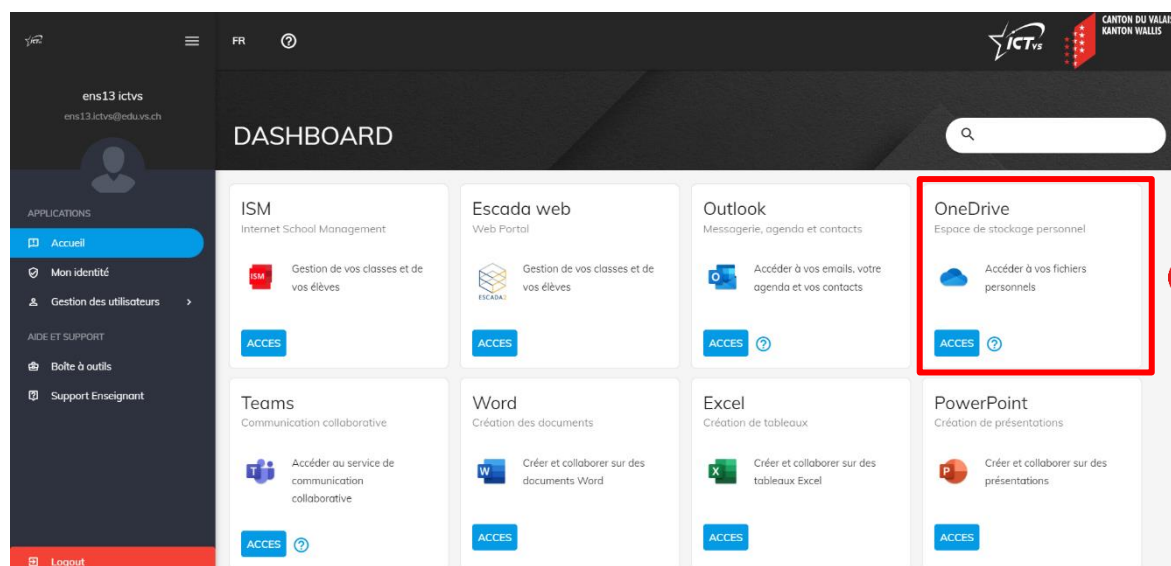 ICTvs
FR
ICTvs
CANTON DU VALAIS
KANTON WALLIS
ens13 ictvs
ens13.ictvs@edu.vs.ch
DASHBOARD
APPLICATIONS
Accueil
Mon identité
Gestion des utilisateurs
AIDE ET SUPPORT
Boîte à outils
Support Enseignant
Logout
ISM
Internet School Management
ISM
Gestion de vos classes et de
vos élèves
ACCES
Escada web
Web Portal
ESCADA2
Gestion de vos classes et de
vos élèves
ACCES
Outlook
Messagerie, agenda et contacts
Accéder à vos emails, votre
agenda et vos contacts
ACCES
OneDrive
Espace de stockage personnel
Accéder à vos fichiers
personnels
ACCES
Teams
Communication collaborative
Accéder au service de
communication
collaborative
ACCES
Word
Création des documents
Créer et collaborer sur des
documents Word
ACCES
Excel
Création de tableaux
Créer et collaborer sur des
tableaux Excel
ACCES
PowerPoint
Création de présentations
Créer et collaborer sur des
présentations
ACCES